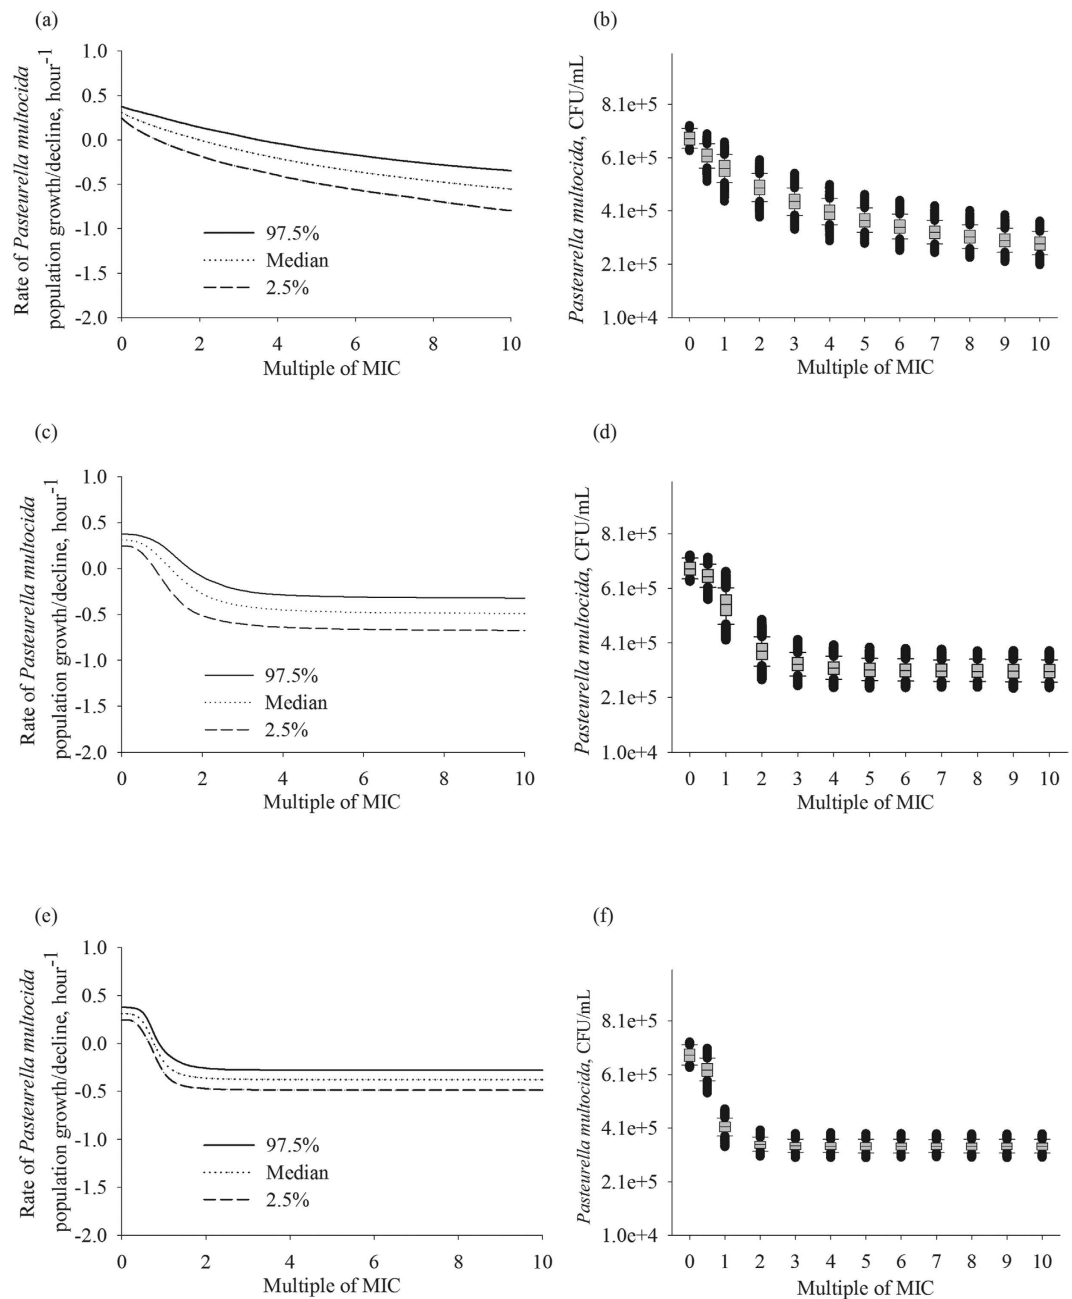 (a)
Rate of Pasteurella multocida
population growth/decline, hour-1
1.0
0.5
0.0
-0.5
-1.0
-1.5
-2.0
97.5%
Median
2.5%
0 2 4 6 8 10
Multiple of MIC
(b)
Pasteurella multocida, CFU/mL
8.1e+5
6.1e+5
4.1e+5
2.1e+5
1.0e+4
0 1 2 3 4 5 6 7 8 9 10
Multiple of MIC
(c)
Rate of Pasteurella multocida
population growth/decline, hour-1
1.0
0.5
0.0
-0.5
-1.0
-1.5
-2.0
97.5%
Median
2.5%
0 2 4 6 8 10
Multiple of MIC
(d)
Pasteurella multocida, CFU/mL
8.1e+5
6.1e+5
4.1e+5
2.1e+5
1.0e+4
0 1 2 3 4 5 6 7 8 9 10
Multiple of MIC
(e)
Rate of Pasteurella multocida
population growth/decline, hour-1
1.0
0.5
0.0
-0.5
-1.0
-1.5
-2.0
97.5%
Median
2.5%
0 2 4 6 8 10
Multiple of MIC
(f)
Pasteurella multocida, CFU/mL
8.1e+5
6.1e+5
4.1e+5
2.1e+5
1.0e+4
0 1 2 3 4 5 6 7 8 9 10
Multiple of MIC